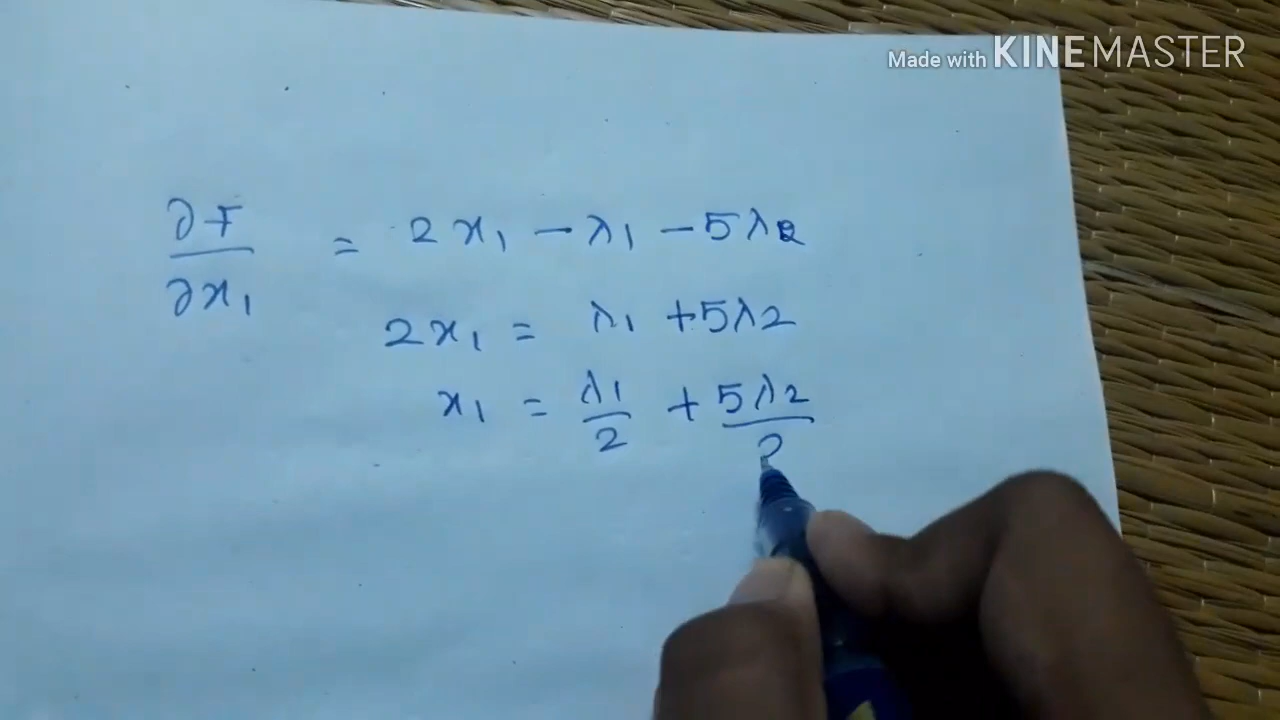 Made with KINEMASTER
∂F/∂x₁ = 2x₁ − λ₁ − 5λ₂
2x₁ = λ₁ + 5λ2
x₁ = λ₁/2 + 5λ₂/2